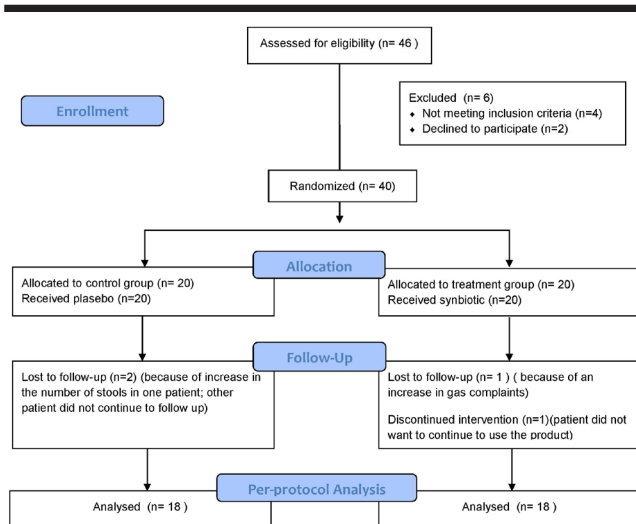 Assessed for eligibility (n= 46 )
Enrollment
Excluded (n= 6)
♦ Not meeting inclusion criteria (n=4)
♦ Declined to participate (n=2)
Randomized (n= 40)
Allocation
Allocated to control group (n= 20)
Received plasebo (n=20)
Allocated to treatment group (n= 20)
Received synbiotic (n=20)
Follow-Up
Lost to follow-up (n=2) (because of increase in
the number of stools in one patient; other
patient did not continue to follow up)
Lost to follow-up (n= 1 ) ( because of an
increase in gas complaints)
Discontinued intervention (n=1)(patient did not
want to continue to use the product)
Per-protocol Analysis
Analysed (n= 18 )
Analysed (n= 18 )